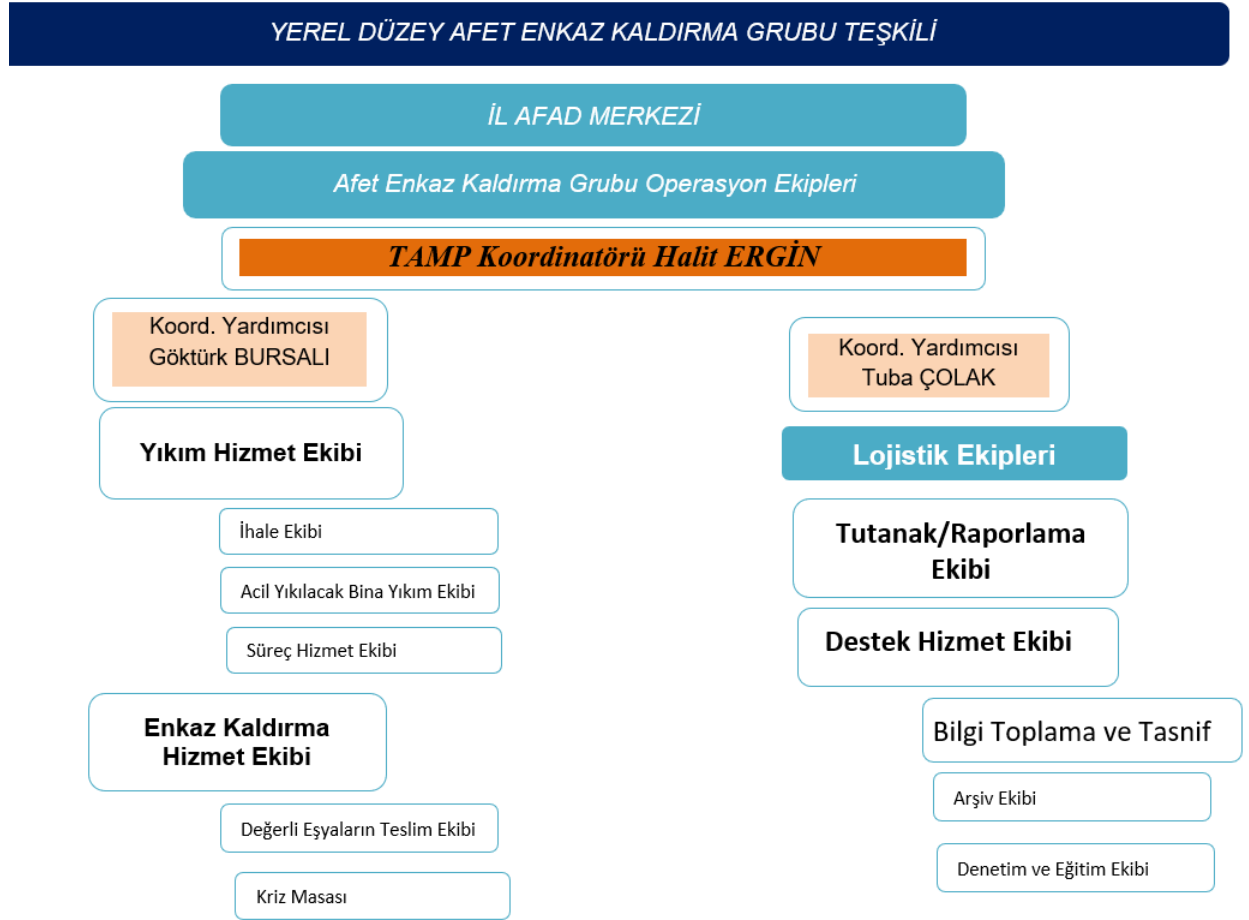 YEREL DÜZEY AFET ENKAZ KALDIRMA GRUBU TEŞKİLİ
İL AFAD MERKEZİ
Afet Enkaz Kaldırma Grubu Operasyon Ekipleri
TAMP Koordinatörü Halit ERGİN
Koord. Yardımcısı
Göktürk BURSALI
Yıkım Hizmet Ekibi
İhale Ekibi
Acil Yıkılacak Bina Yıkım Ekibi
Süreç Hizmet Ekibi
Enkaz Kaldırma
Hizmet Ekibi
Değerli Eşyaların Teslim Ekibi
Kriz Masası
Koord. Yardımcısı
Tuba ÇOLAK
Lojistik Ekipleri
Tutanak/Raporlama
Ekibi
Destek Hizmet Ekibi
Bilgi Toplama ve Tasnif
Arşiv Ekibi
Denetim ve Eğitim Ekibi